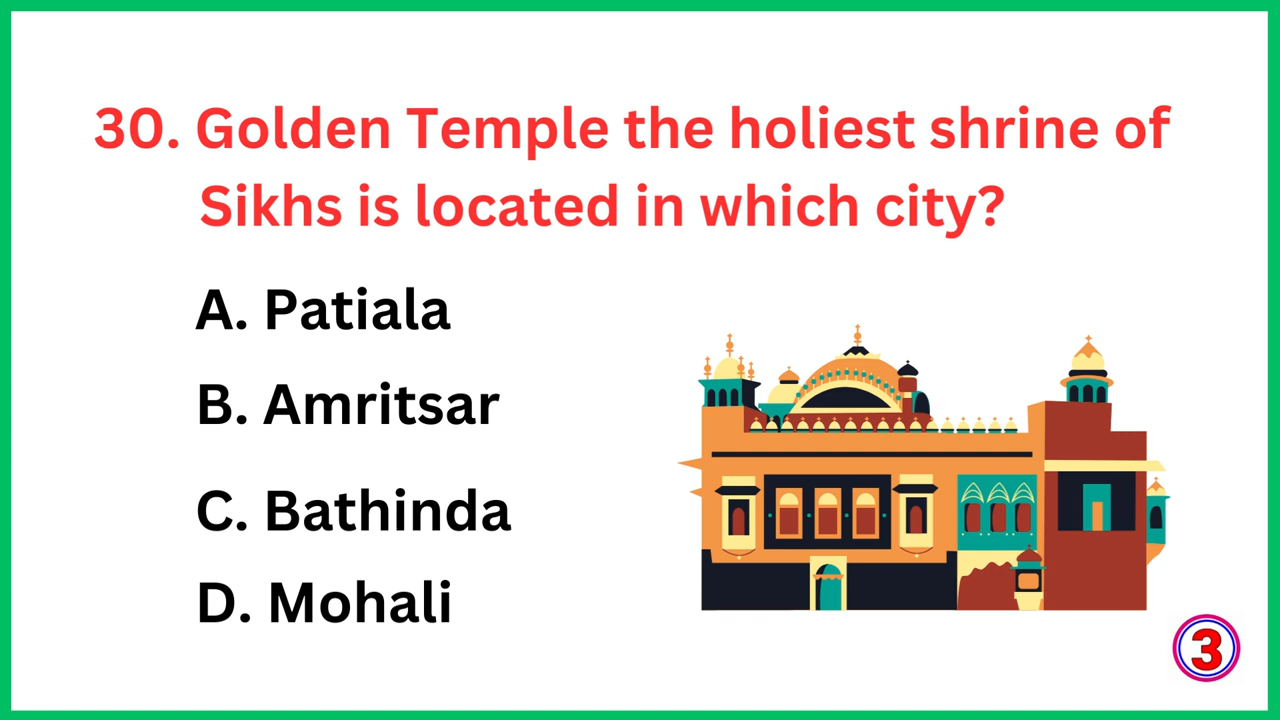 30. Golden Temple the holiest shrine of
Sikhs is located in which city?
A. Patiala
B. Amritsar
C. Bathinda
D. Mohali
3